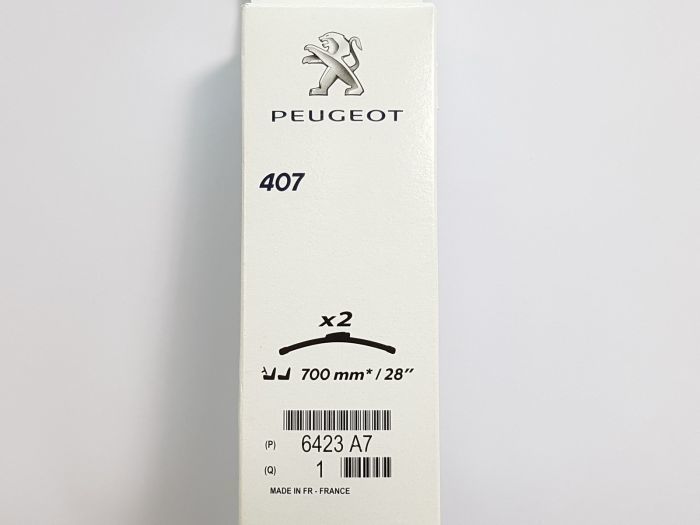 PEUGEOT
407
x2
700 mm* / 28"
(P) 6423 A7
(Q) 1
MADE IN FR - FRANCE